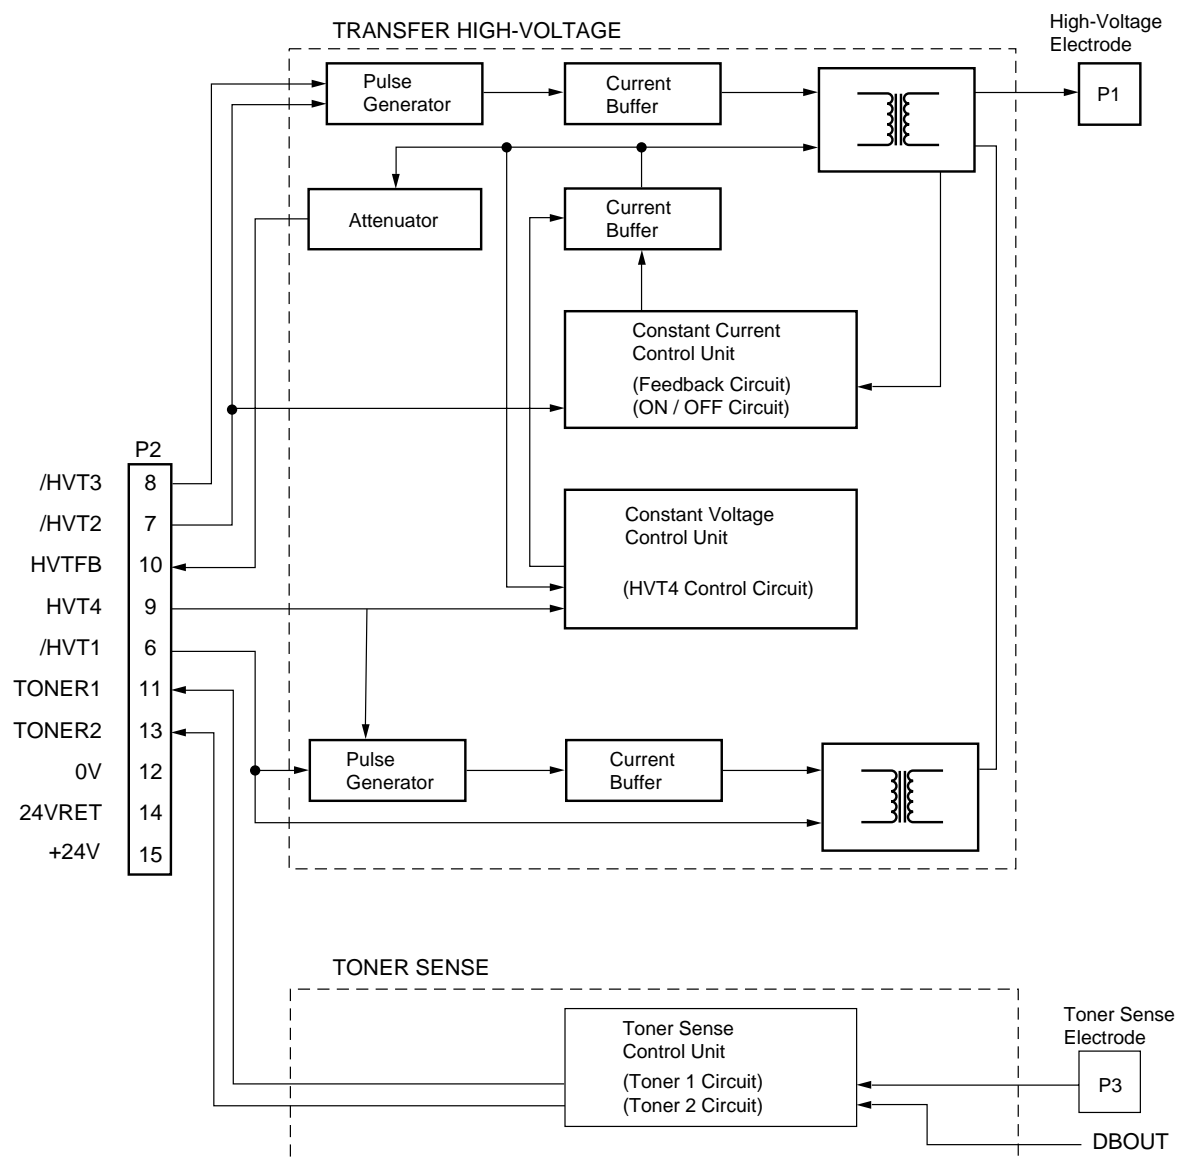 TRANSFER HIGH-VOLTAGE
High-Voltage
Electrode
Pulse
Generator
Current
Buffer
P1
Attenuator
Current
Buffer
Constant Current
Control Unit
(Feedback Circuit)
(ON / OFF Circuit)
P2
/HVT3 8
/HVT2 7
HVTFB 10
HVT4 9
/HVT1 6
TONER1 11
TONER2 13
0V 12
24VRET 14
+24V 15
Constant Voltage
Control Unit
(HVT4 Control Circuit)
Pulse
Generator
Current
Buffer
TONER SENSE
Toner Sense
Control Unit
(Toner 1 Circuit)
(Toner 2 Circuit)
Toner Sense
Electrode
P3
DBOUT